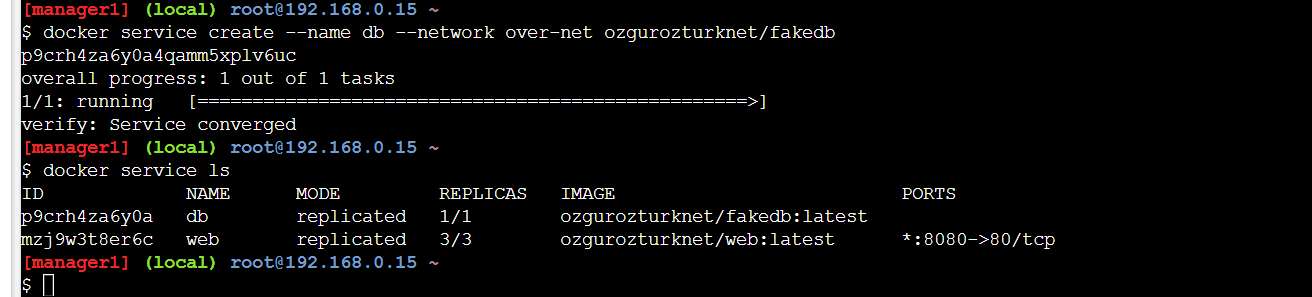 [manager1] (local) root@192.168.0.15 ~
$ docker service create --name db --network over-net ozgurozturknet/fakedb
p9crh4za6y0a4qamm5xplv6uc
overall progress: 1 out of 1 tasks
1/1: running   [==================================================>]
verify: Service converged
[manager1] (local) root@192.168.0.15 ~
$ docker service ls
ID             NAME      MODE         REPLICAS   IMAGE                          PORTS
p9crh4za6y0a   db        replicated   1/1        ozgurozturknet/fakedb:latest
mzj9w3t8er6c   web       replicated   3/3        ozgurozturknet/web:latest      *:8080->80/tcp
[manager1] (local) root@192.168.0.15 ~
$